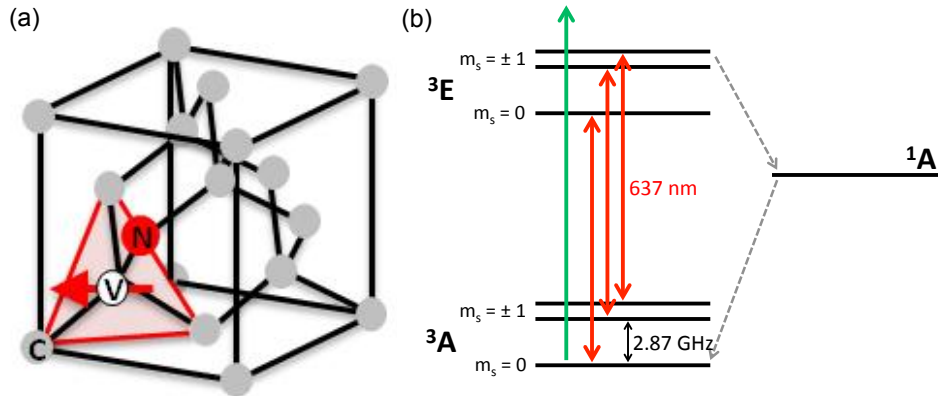 (a)
N
V
C
(b)
m_s = ± 1
³E
m_s = 0
637 nm
¹A
m_s = ± 1
³A
2.87 GHz
m_s = 0